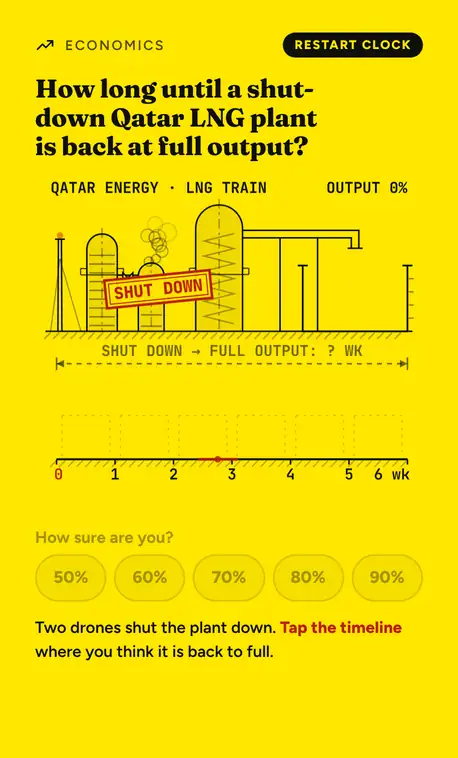 ECONOMICS
RESTART CLOCK
How long until a shut-
down Qatar LNG plant
is back at full output?
QATAR ENERGY · LNG TRAIN
OUTPUT 0%
SHUT DOWN
SHUT DOWN → FULL OUTPUT: ? WK
0 1 2 3 4 5 6 wk
How sure are you?
50% 60% 70% 80% 90%
Two drones shut the plant down. Tap the timeline
where you think it is back to full.